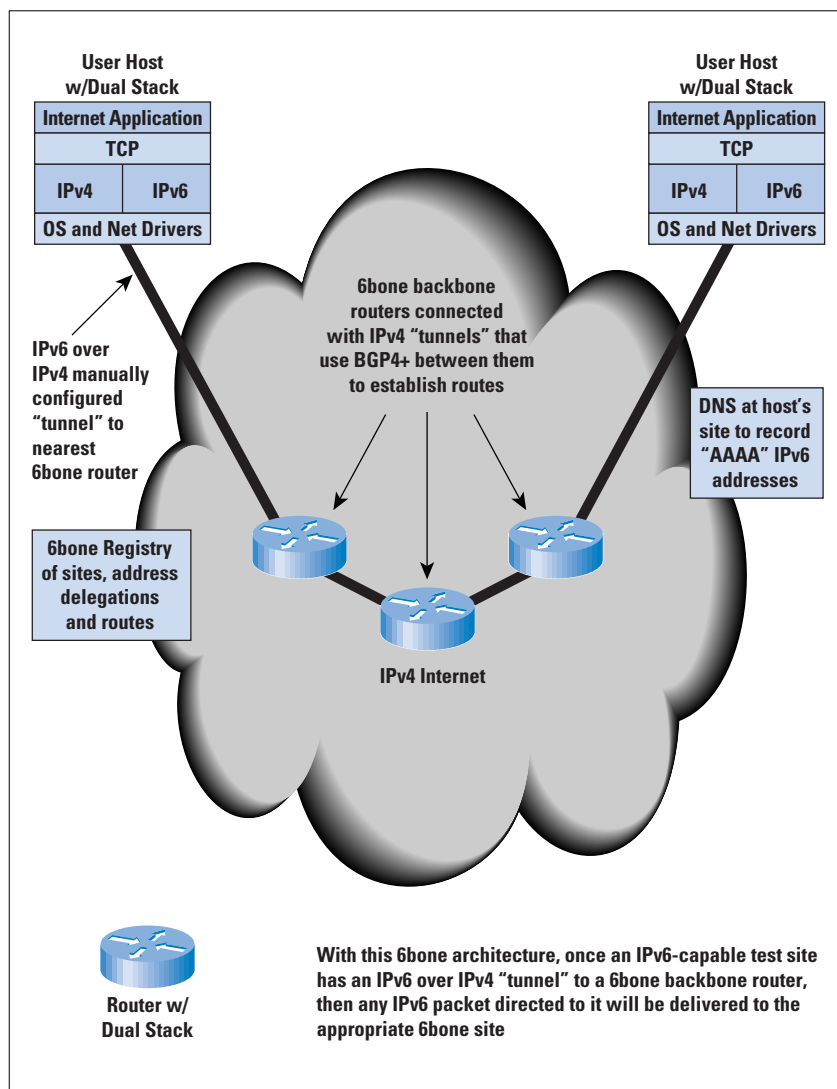 User Host
w/Dual Stack
Internet Application
TCP
IPv4
IPv6
OS and Net Drivers
User Host
w/Dual Stack
Internet Application
TCP
IPv4
IPv6
OS and Net Drivers
6bone backbone
routers connected
with IPv4 “tunnels” that
use BGP4+ between them
to establish routes
IPv6 over
IPv4 manually
configured
“tunnel” to
nearest
6bone router
DNS at host’s
site to record
“AAAA” IPv6
addresses
6bone Registry
of sites, address
delegations
and routes
IPv4 Internet
Router w/
Dual Stack
With this 6bone architecture, once an IPv6-capable test site
has an IPv6 over IPv4 “tunnel” to a 6bone backbone router,
then any IPv6 packet directed to it will be delivered to the
appropriate 6bone site